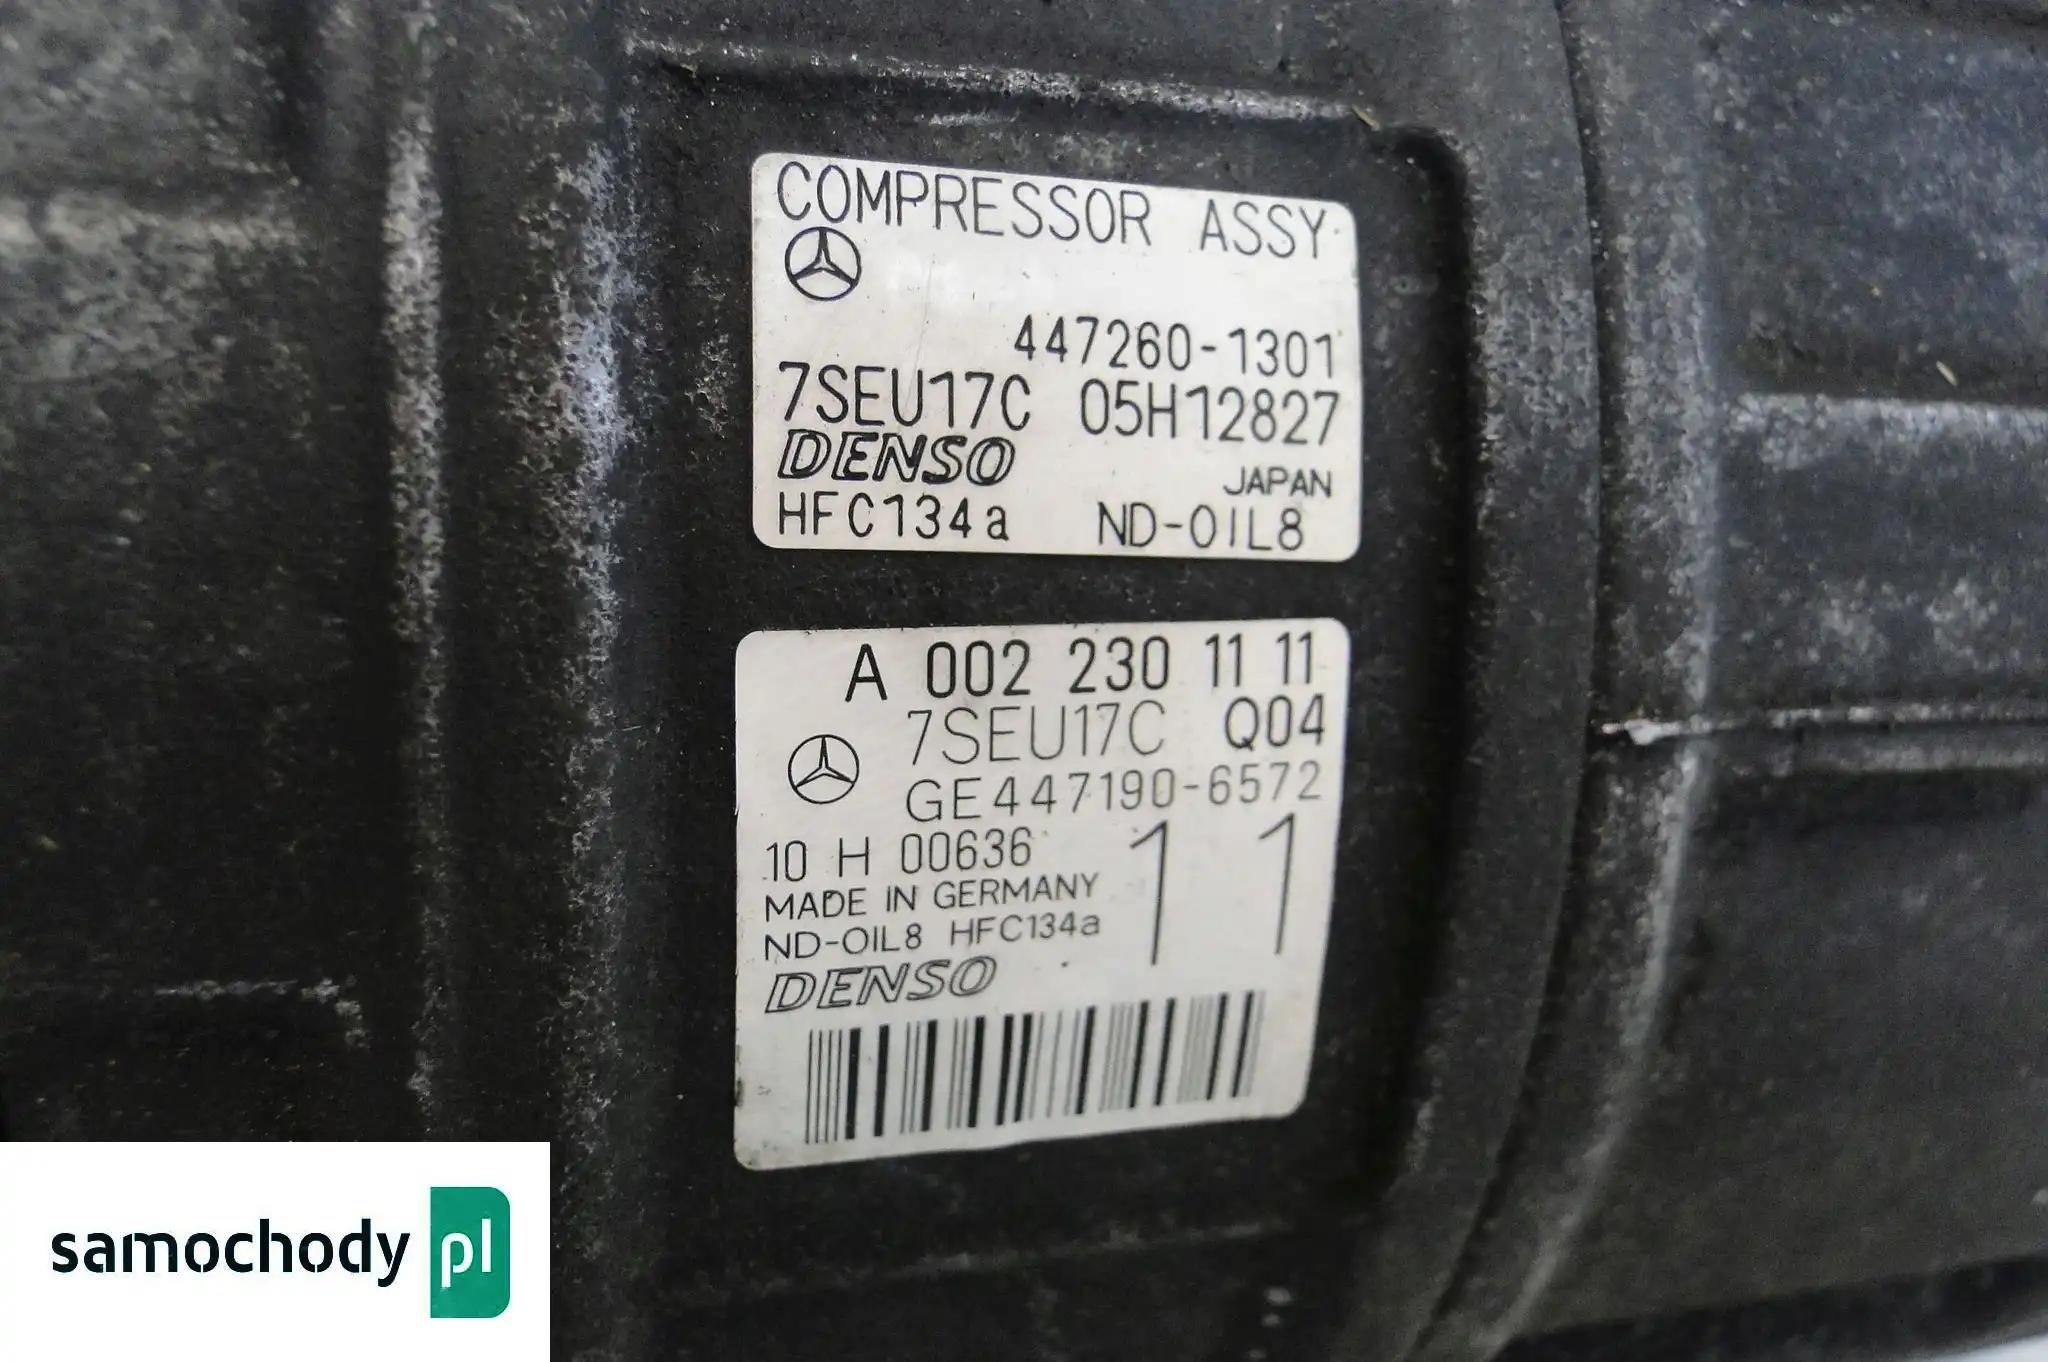 COMPRESSOR ASSY
447260-1301
7SEU17C 05H12827
DENSO JAPAN
HFC134a ND-OIL8
A 002 230 11 11
7SEU17C Q04
GE447190-6572
10 H 00636 11
MADE IN GERMANY
ND-OIL8 HFC134a
DENSO
samochody pl